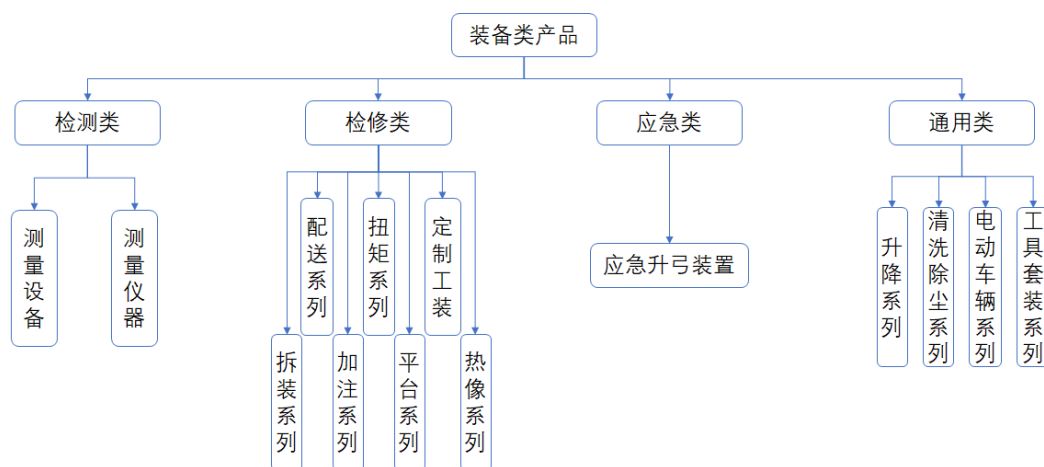 装备类产品
检测类
检修类
应急类
通用类
测量设备
测量仪器
配送系列
扭矩系列
定制工装
拆装系列
加注系列
平台系列
热像系列
应急升弓装置
升降系列
清洗除尘系列
电动车辆系列
工具套装系列